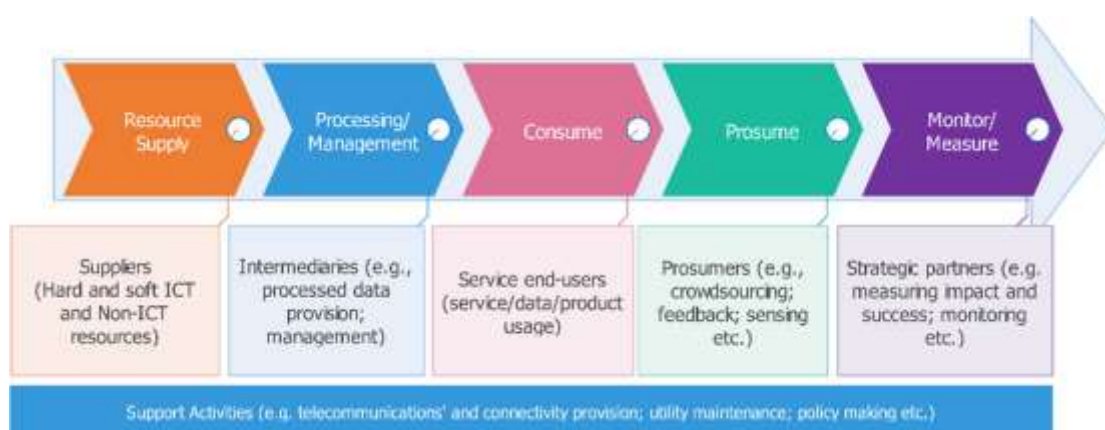 Resource
Supply
Processing/
Management
Consume
Prosume
Monitor/
Measure
Suppliers
(Hard and soft ICT
and Non-ICT
resources)
Intermediaries (e.g.,
processed data
provision;
management)
Service end-users
(service/data/product
usage)
Prosumers (e.g.,
crowdsourcing;
feedback; sensing
etc.)
Strategic partners (e.g.
measuring impact and
success; monitoring
etc.)
Support Activities (e.g. telecommunications' and connectivity provision; utility maintenance; policy making etc.)